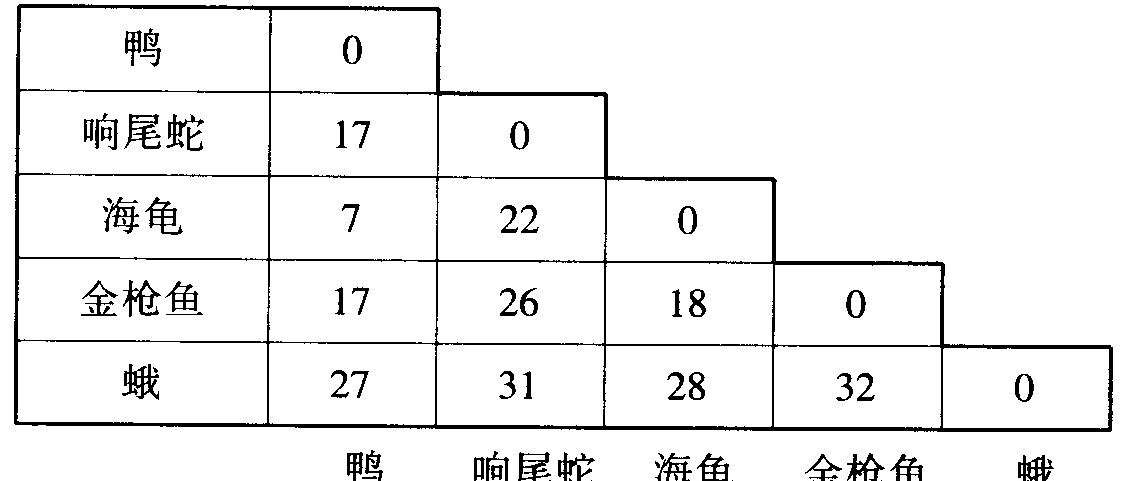 鸭 0
响尾蛇 17 0
海龟 7 22 0
金枪鱼 17 26 18 0
蛾 27 31 28 32 0
鸭 响尾蛇 海龟 金枪鱼 蛾